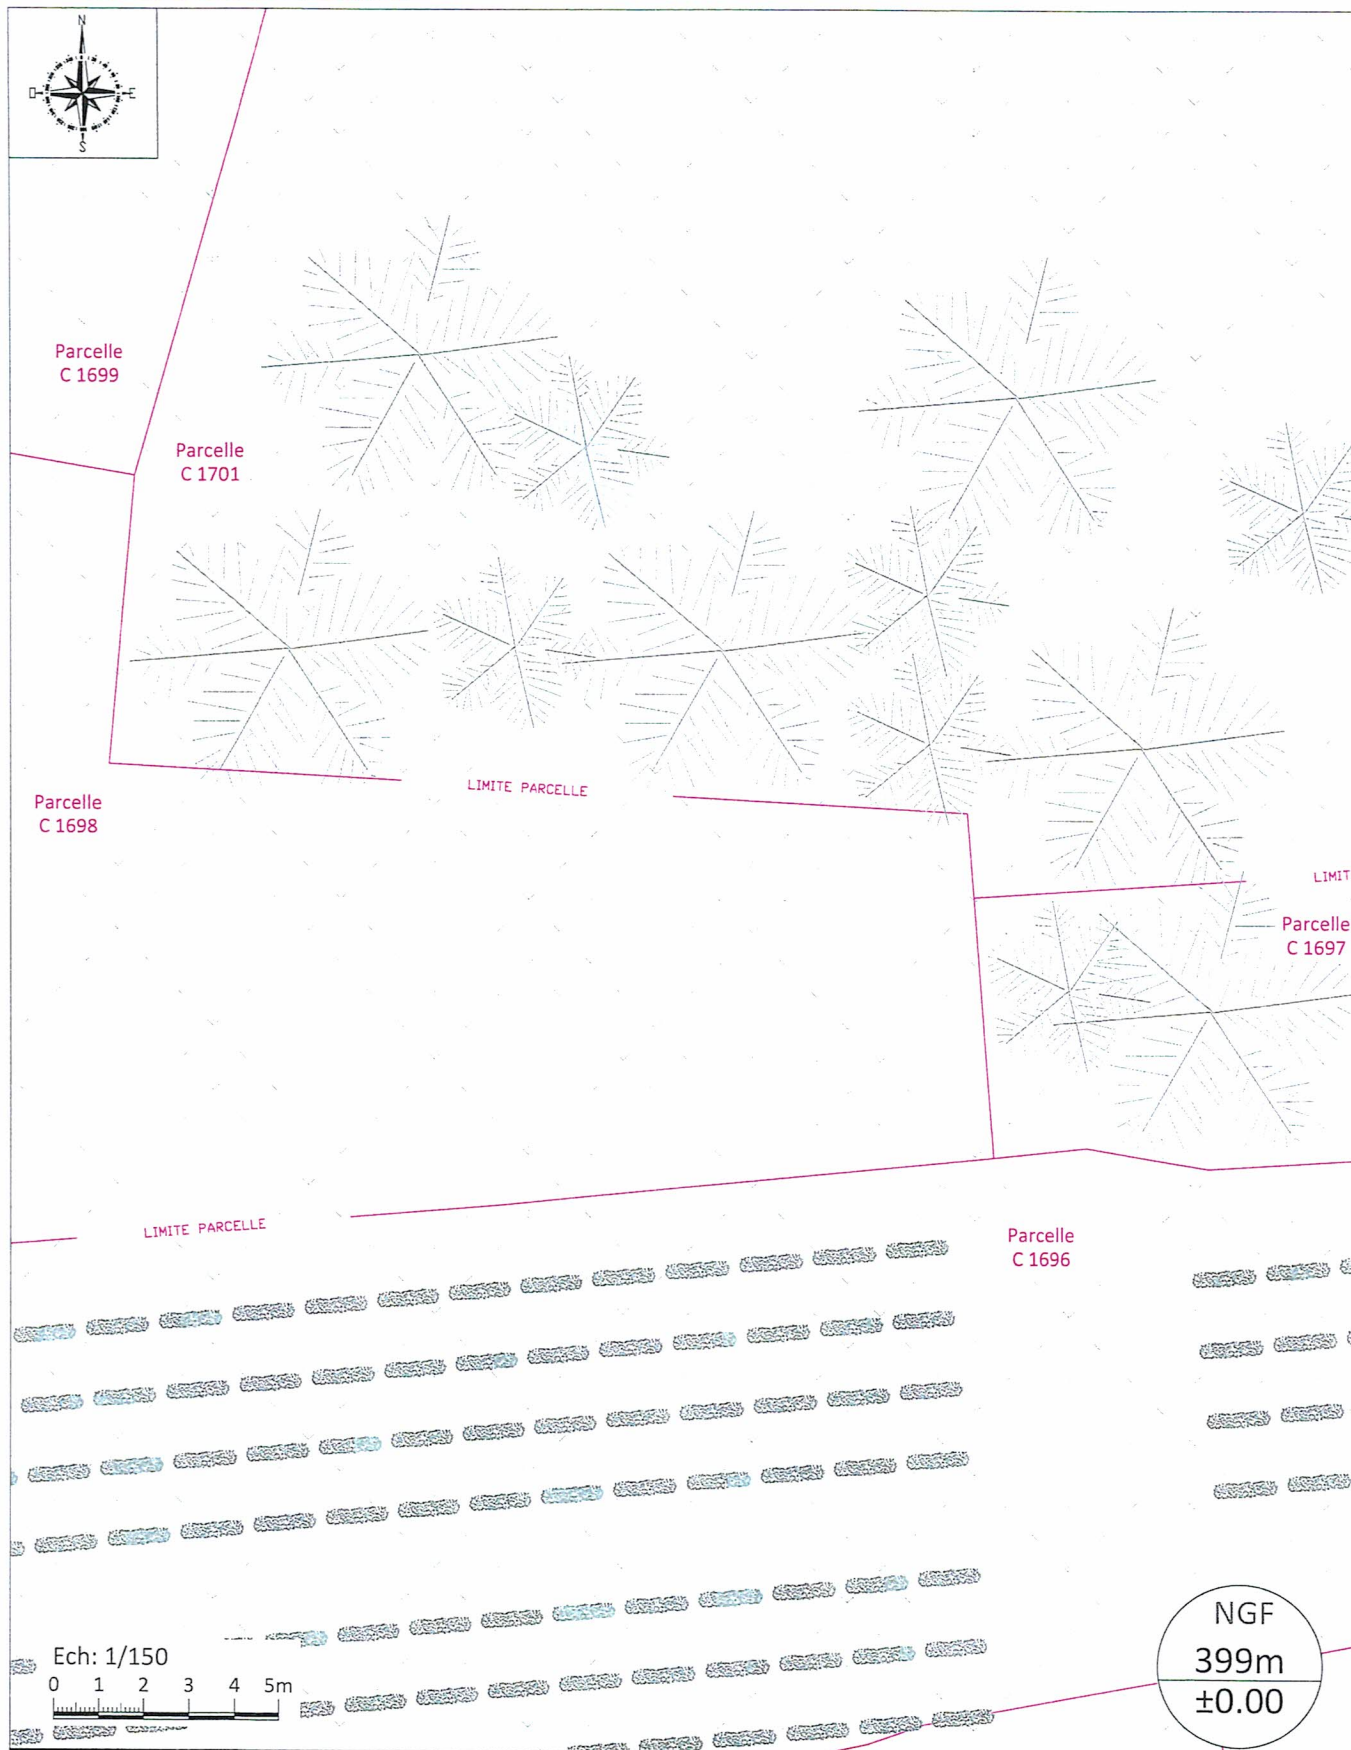 N
O E
S
Parcelle
C 1699
Parcelle
C 1701
LIMITE PARCELLE
Parcelle
C 1698
LIMIT
Parcelle
C 1697
LIMITE PARCELLE
Parcelle
C 1696
Ech: 1/150
0 1 2 3 4 5m
NGF
399m
±0.00